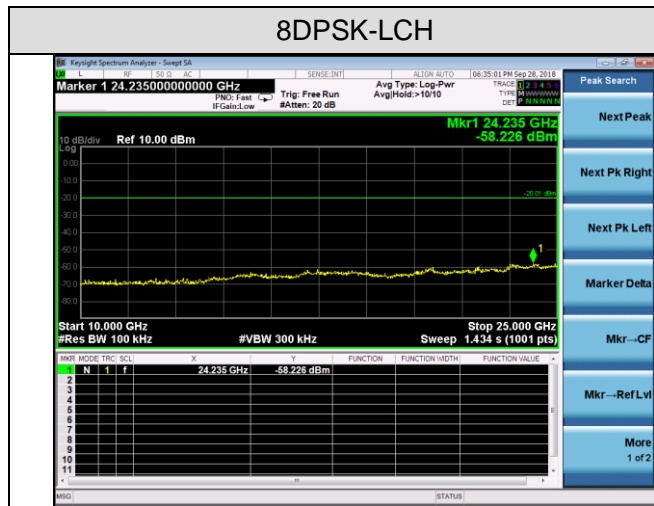 8DPSK-LCH
Keysight Spectrum Analyzer - Swept SA
L RF 50 Ω AC SENSE:INT ALIGN AUTO 06:35:01 PM Sep 28, 2018
Marker 1 24.235000000000 GHz
PNO: Fast
IFGain:Low
Trig: Free Run
#Atten: 20 dB
Avg Type: Log-Pwr
Avg|Hold:>10/10
TRACE 1 2 3 4 5 6
TYPE M WWWWW
DET P N N N N N
Peak Search
Next Peak
Next Pk Right
Next Pk Left
Marker Delta
Mkr→CF
Mkr→Ref Lvl
More
1 of 2
Mkr1 24.235 GHz
-58.226 dBm
10 dB/div Ref 10.00 dBm
Log
0.00
-10.0
-20.0
-20.01 dBm
-30.0
-40.0
-50.0
1
-60.0
-70.0
-80.0
Start 10.000 GHz Stop 25.000 GHz
#Res BW 100 kHz #VBW 300 kHz Sweep 1.434 s (1001 pts)
MKR MODE TRC SCL X Y FUNCTION FUNCTION WIDTH FUNCTION VALUE
1 N 1 f 24.235 GHz -58.226 dBm
2
3
4
5
6
7
8
9
10
11
MSG STATUS